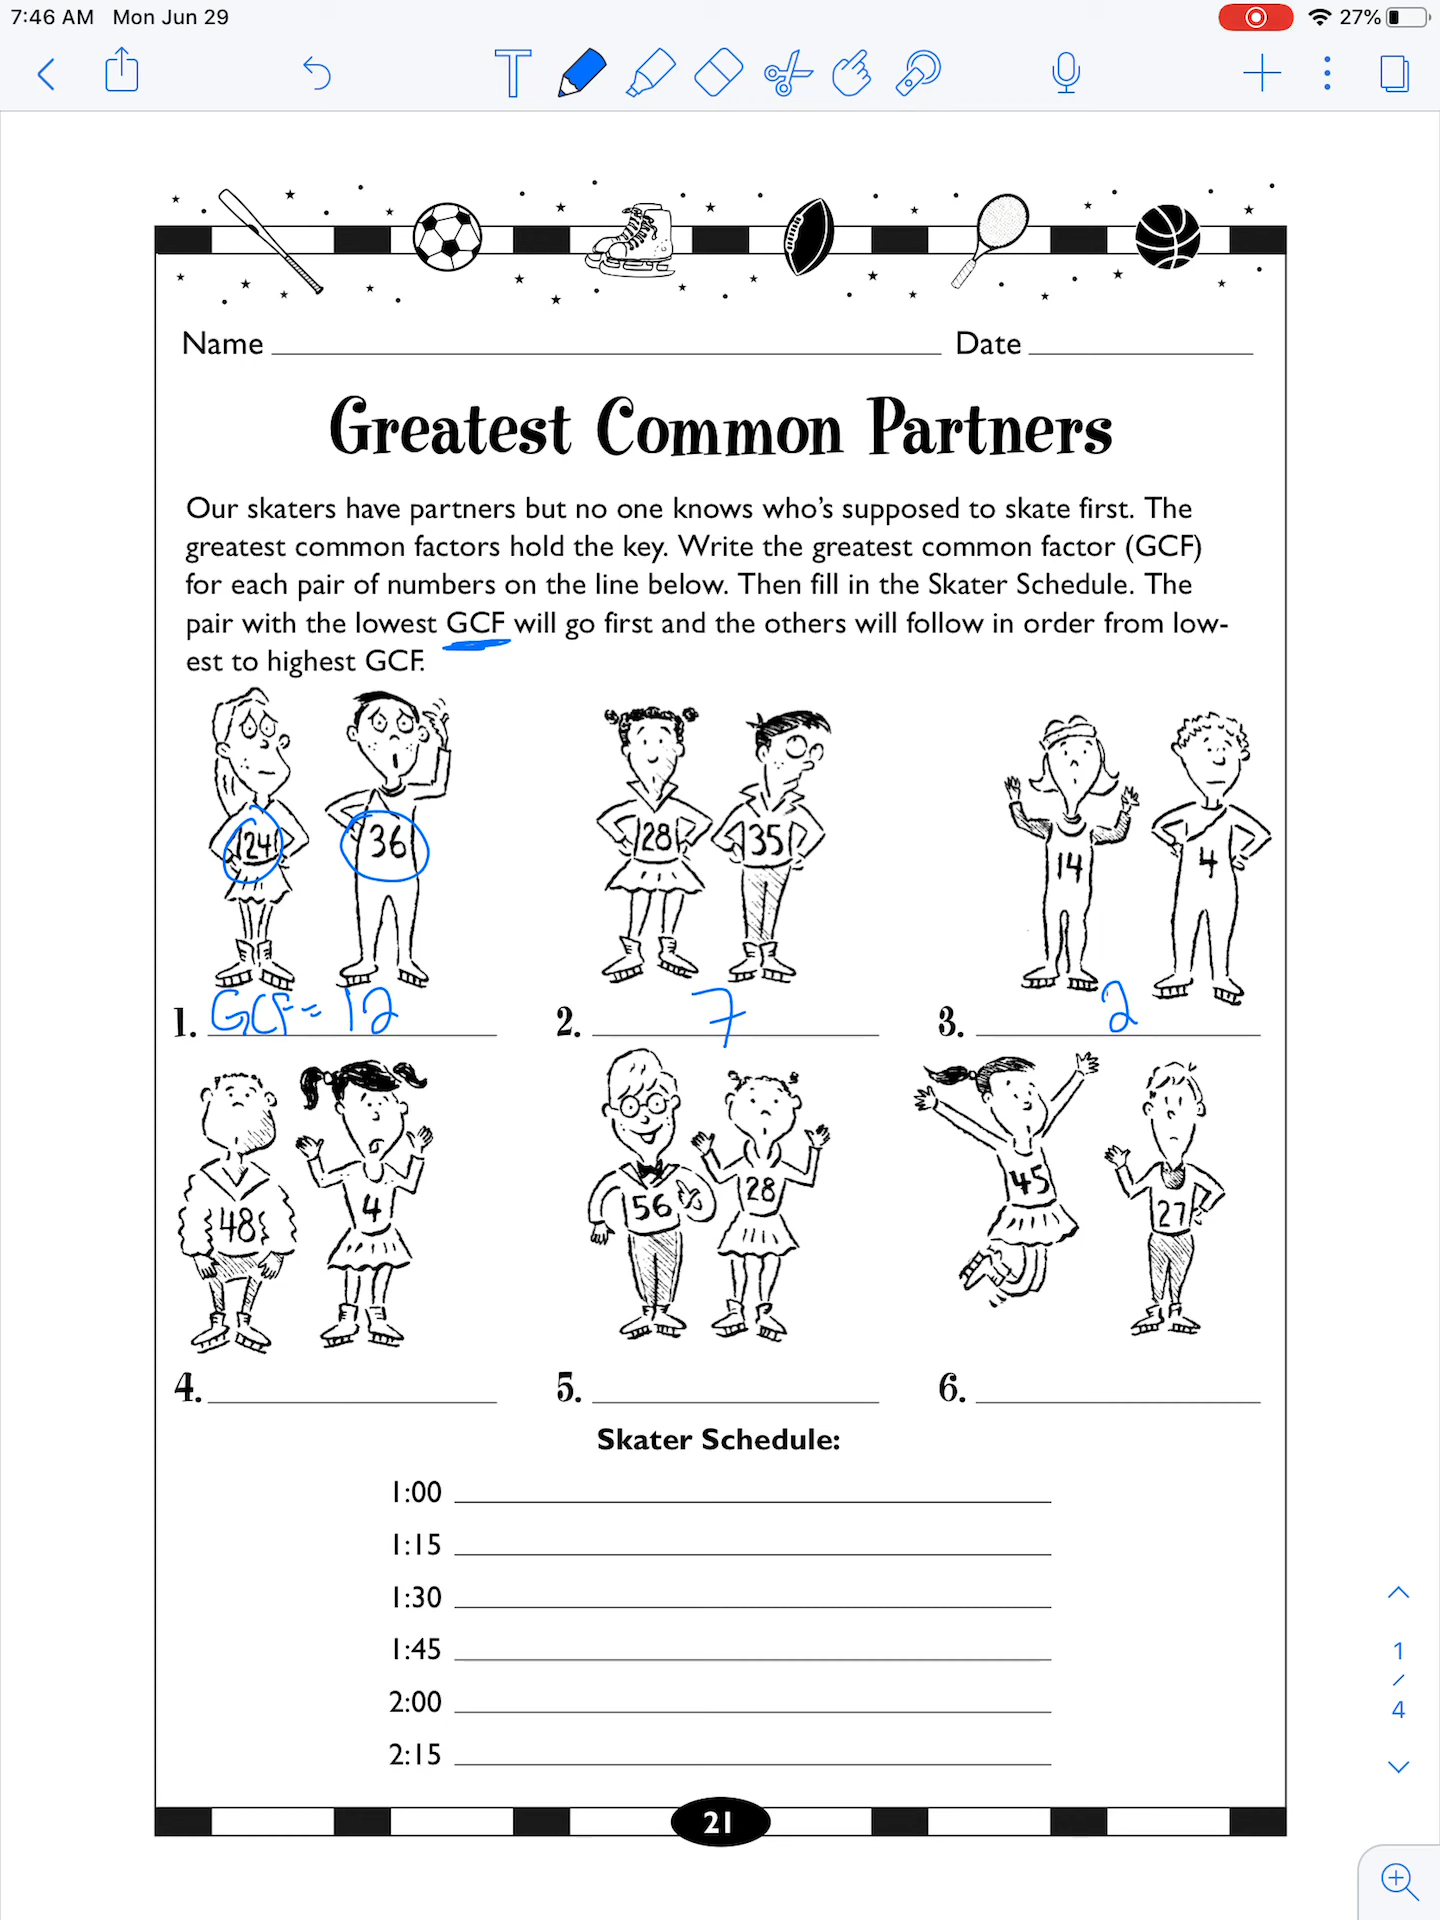 7:46 AM Mon Jun 29 27%
T
Name Date
Greatest Common Partners
Our skaters have partners but no one knows who's supposed to skate first. The
greatest common factors hold the key. Write the greatest common factor (GCF)
for each pair of numbers on the line below. Then fill in the Skater Schedule. The
pair with the lowest GCF will go first and the others will follow in order from low-
est to highest GCF.
24 36 28 35 14 4
1. GCF = 12 2. 7 3. 2
48 4 56 28 45 27
4. 5. 6.
Skater Schedule:
1:00
1:15
1:30
1:45
2:00
2:15
1
/
4
21